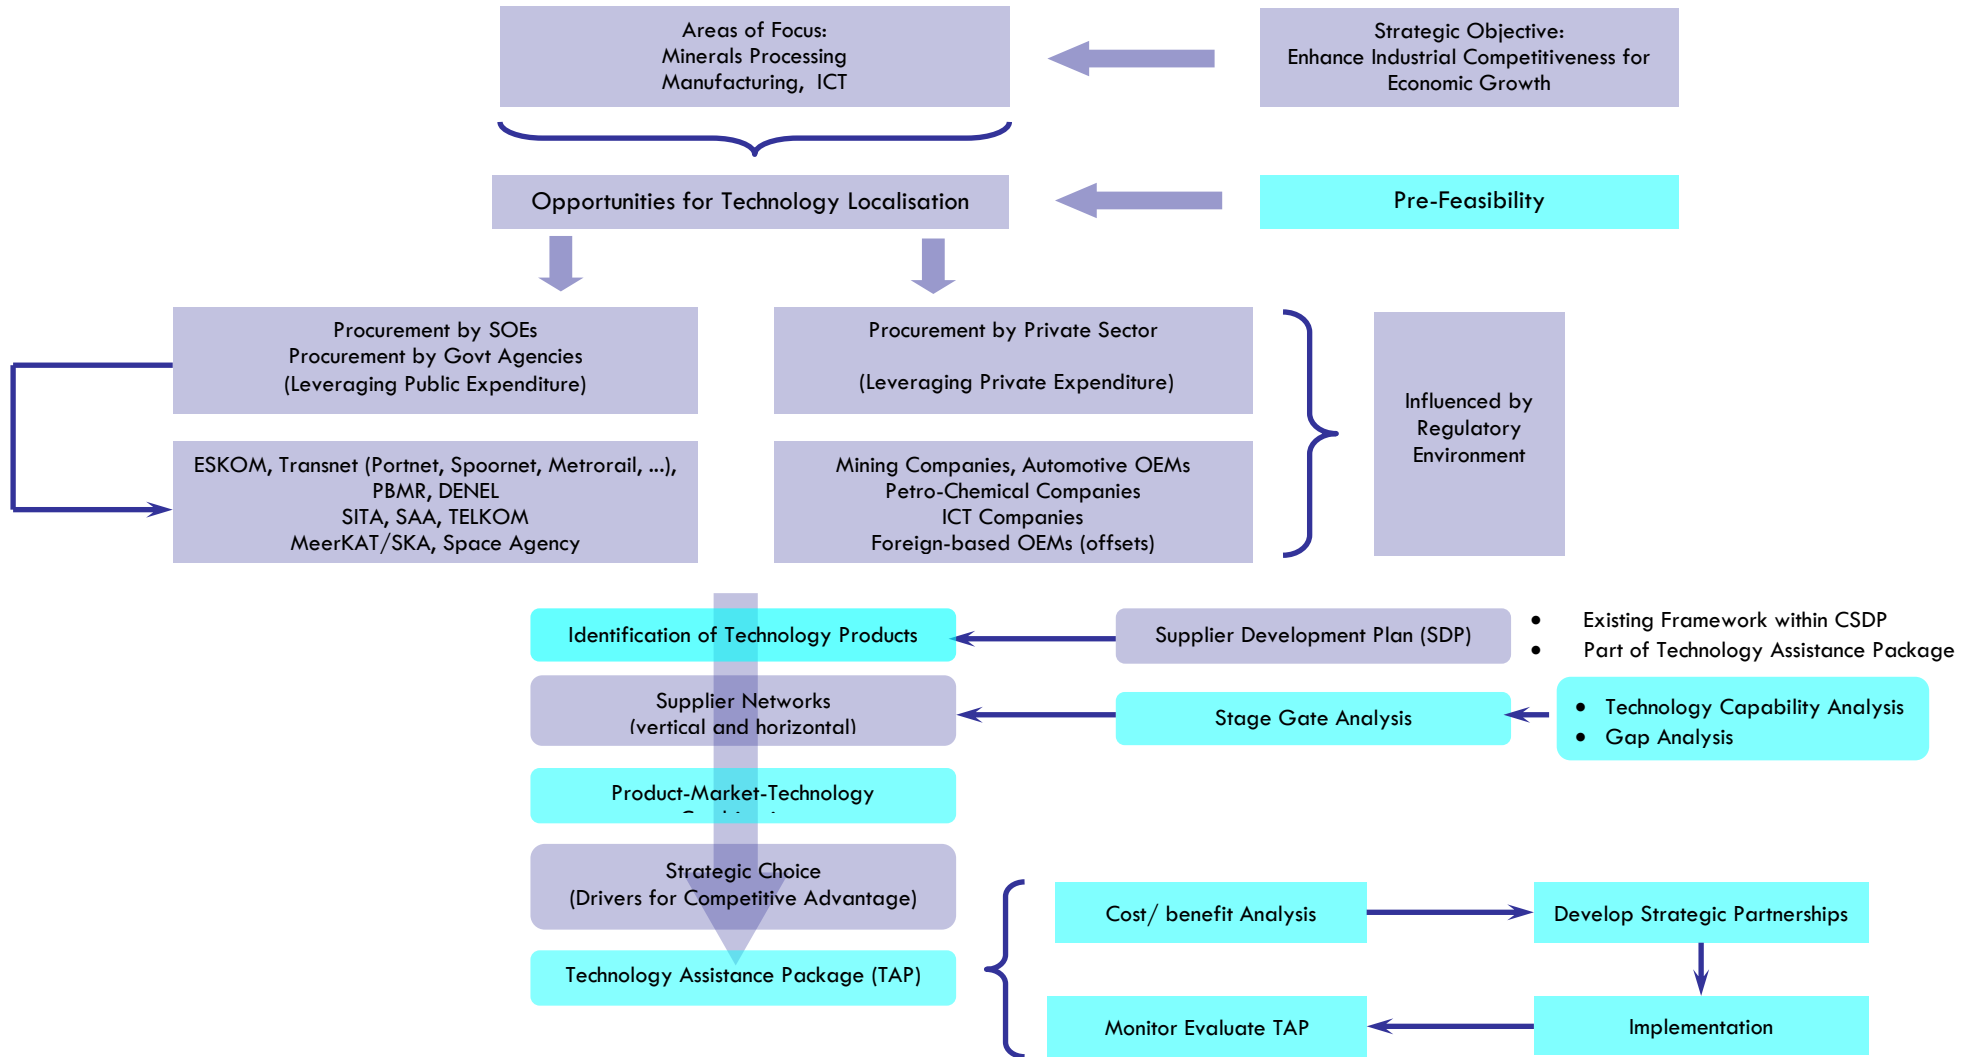 Areas of Focus:
Minerals Processing
Manufacturing, ICT
Strategic Objective:
Enhance Industrial Competitiveness for
Economic Growth
Opportunities for Technology Localisation
Pre-Feasibility
Procurement by SOEs
Procurement by Govt Agencies
(Leveraging Public Expenditure)
Procurement by Private Sector
(Leveraging Private Expenditure)
Influenced by
Regulatory
Environment
ESKOM, Transnet (Portnet, Spoornet, Metrorail, ...),
PBMR, DENEL
SITA, SAA, TELKOM
MeerKAT/SKA, Space Agency
Mining Companies, Automotive OEMs
Petro-Chemical Companies
ICT Companies
Foreign-based OEMs (offsets)
Identification of Technology Products
Supplier Development Plan (SDP)
• Existing Framework within CSDP
• Part of Technology Assistance Package
Supplier Networks
(vertical and horizontal)
Stage Gate Analysis
• Technology Capability Analysis
• Gap Analysis
Product-Market-Technology
Strategic Choice
(Drivers for Competitive Advantage)
Technology Assistance Package (TAP)
Cost/ benefit Analysis
Develop Strategic Partnerships
Monitor Evaluate TAP
Implementation